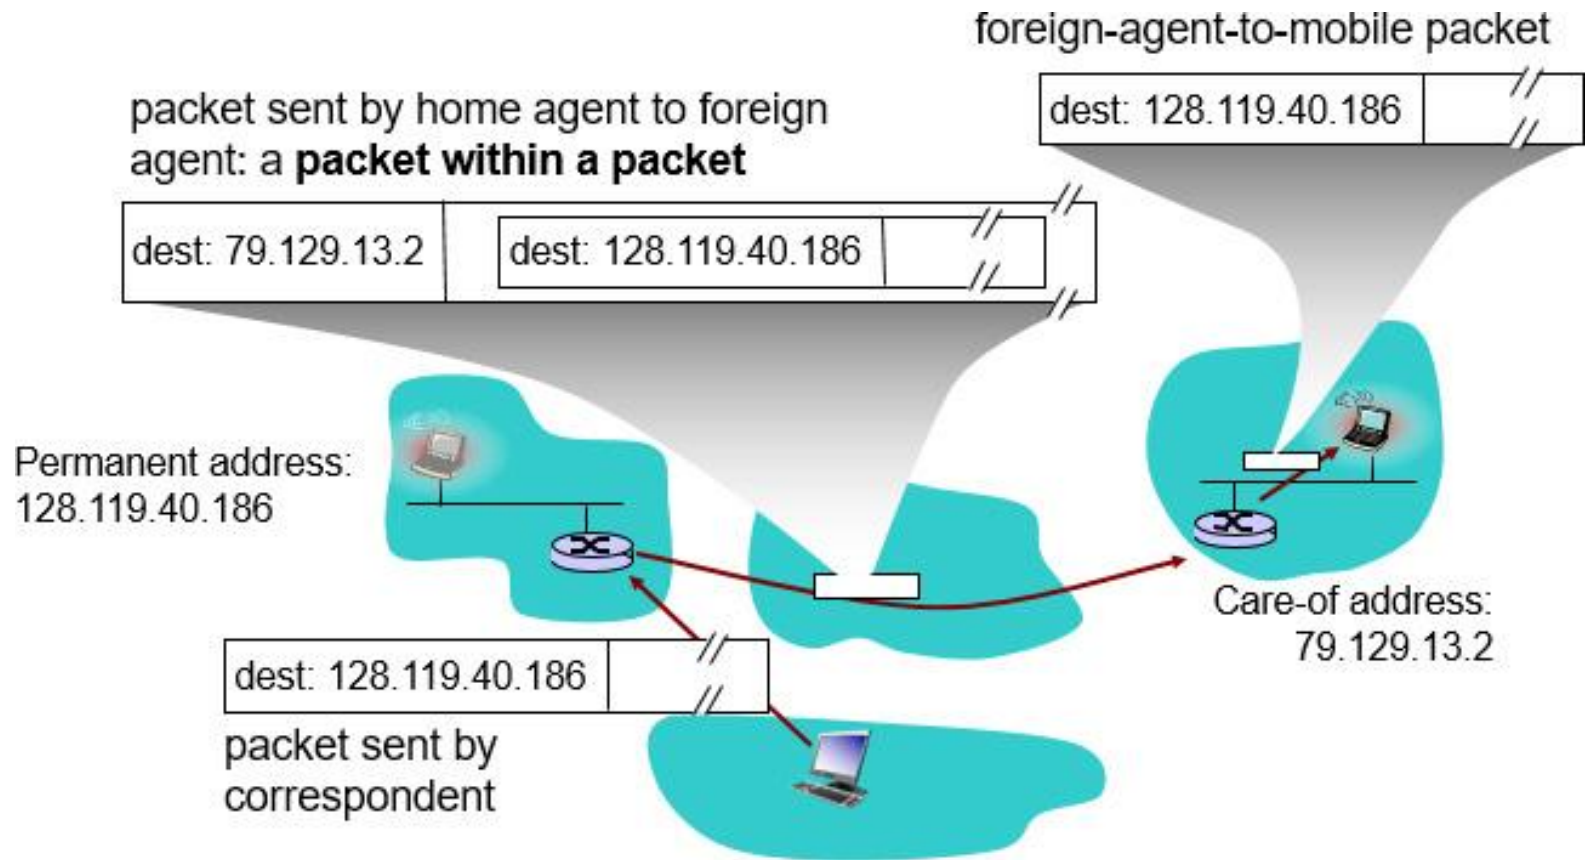 foreign-agent-to-mobile packet
dest: 128.119.40.186
packet sent by home agent to foreign
agent: a packet within a packet
dest: 79.129.13.2
dest: 128.119.40.186
Permanent address:
128.119.40.186
Care-of address:
79.129.13.2
dest: 128.119.40.186
packet sent by
correspondent